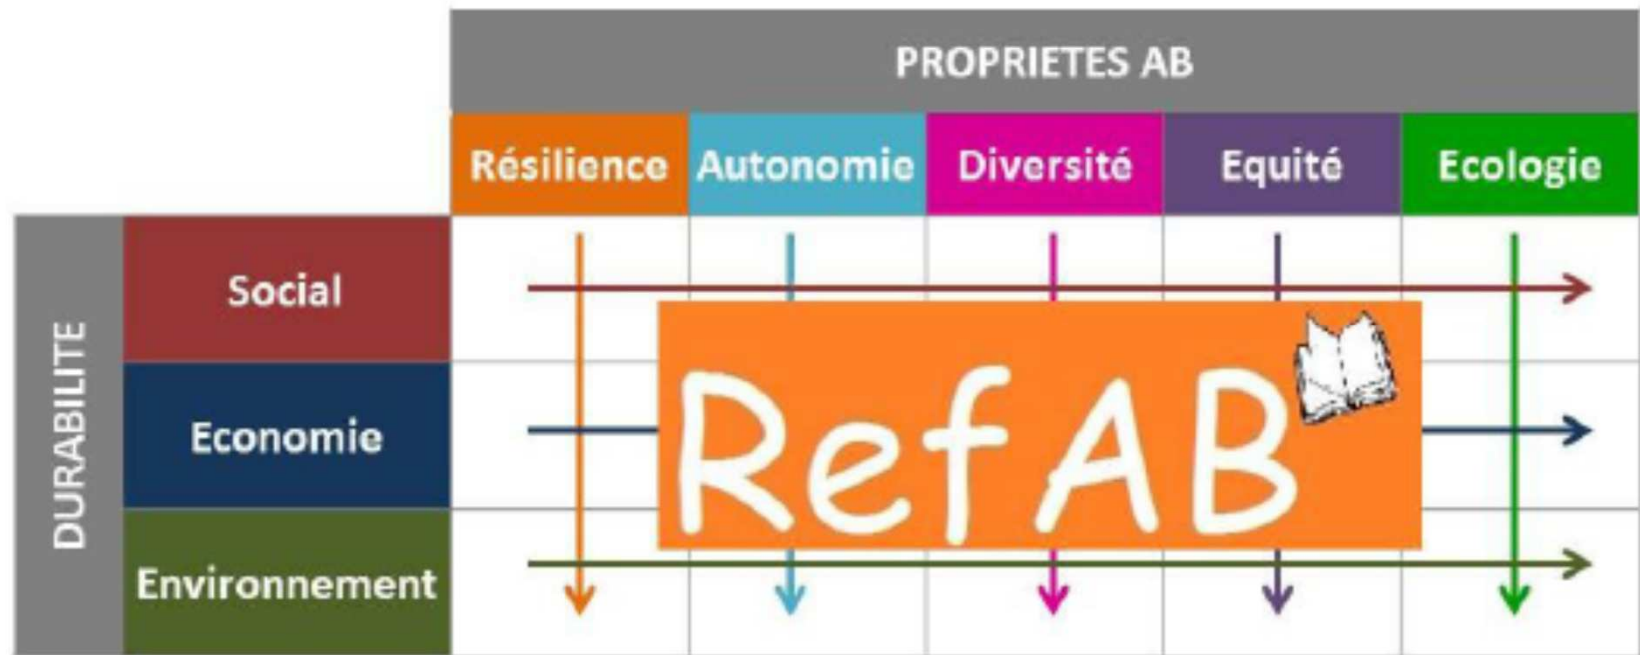 PROPRIETES AB
Résilience Autonomie Diversité Equité Ecologie
DURABILITE
Social
Economie
Environnement
RefAB